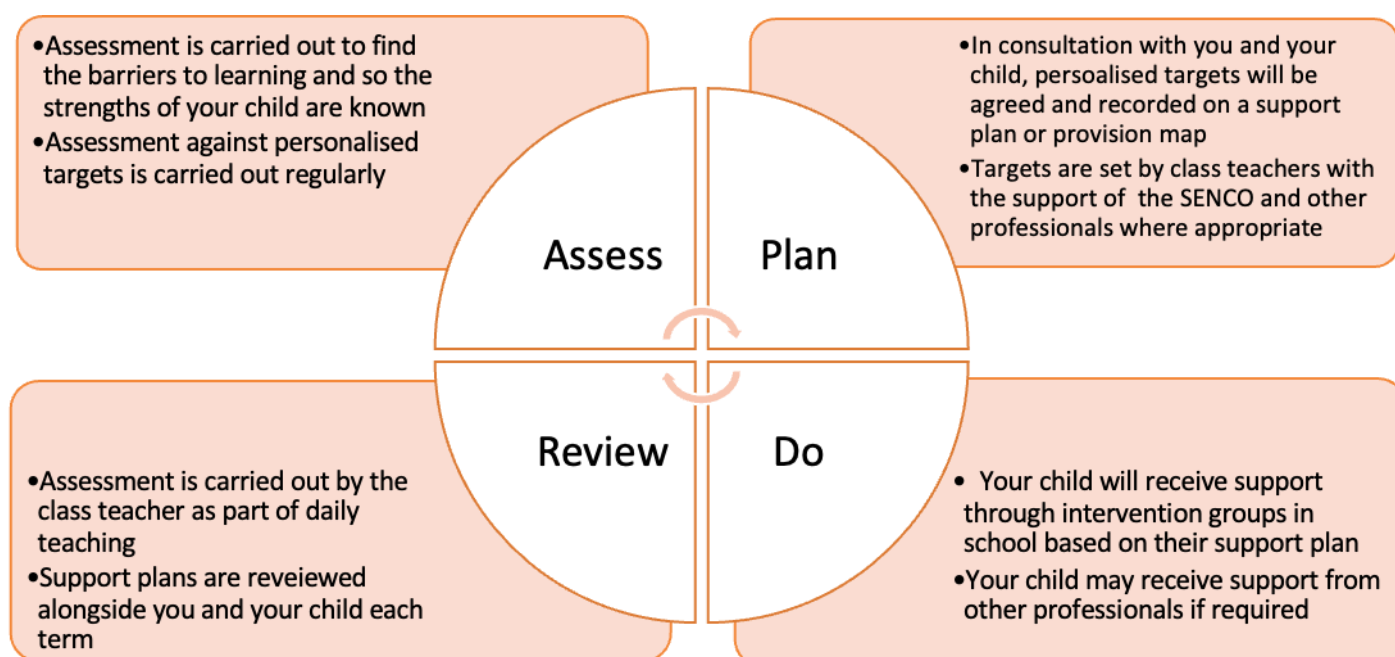 •Assessment is carried out to find
the barriers to learning and so the
strengths of your child are known
•Assessment against personalised
targets is carried out regularly
•In consultation with you and your
child, persoalised targets will be
agreed and recorded on a support
plan or provision map
•Targets are set by class teachers with
the support of the SENCO and other
professionals where appropriate
Assess
Plan
Review
Do
•Assessment is carried out by the
class teacher as part of daily
teaching
•Support plans are reveiewed
alongside you and your child each
term
• Your child will receive support
through intervention groups in
school based on their support plan
•Your child may receive support from
other professionals if required